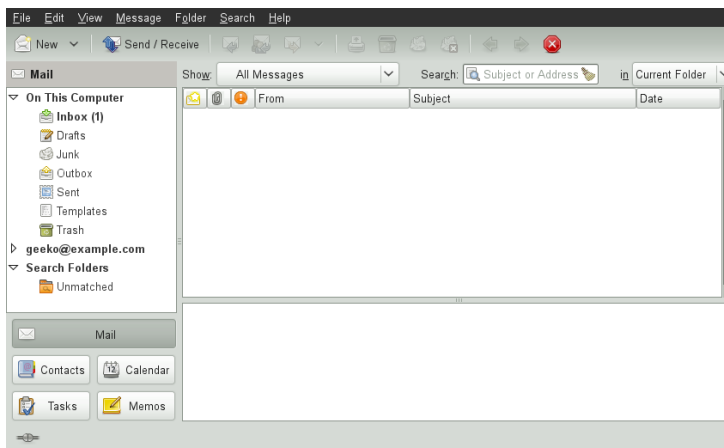 File Edit View Message Folder Search Help
New Send / Receive
Mail Show: All Messages Search: Subject or Address in Current Folder
On This Computer From Subject Date
Inbox (1)
Drafts
Junk
Outbox
Sent
Templates
Trash
geeko@example.com
Search Folders
Unmatched
Mail
Contacts 12 Calendar
Tasks Memos